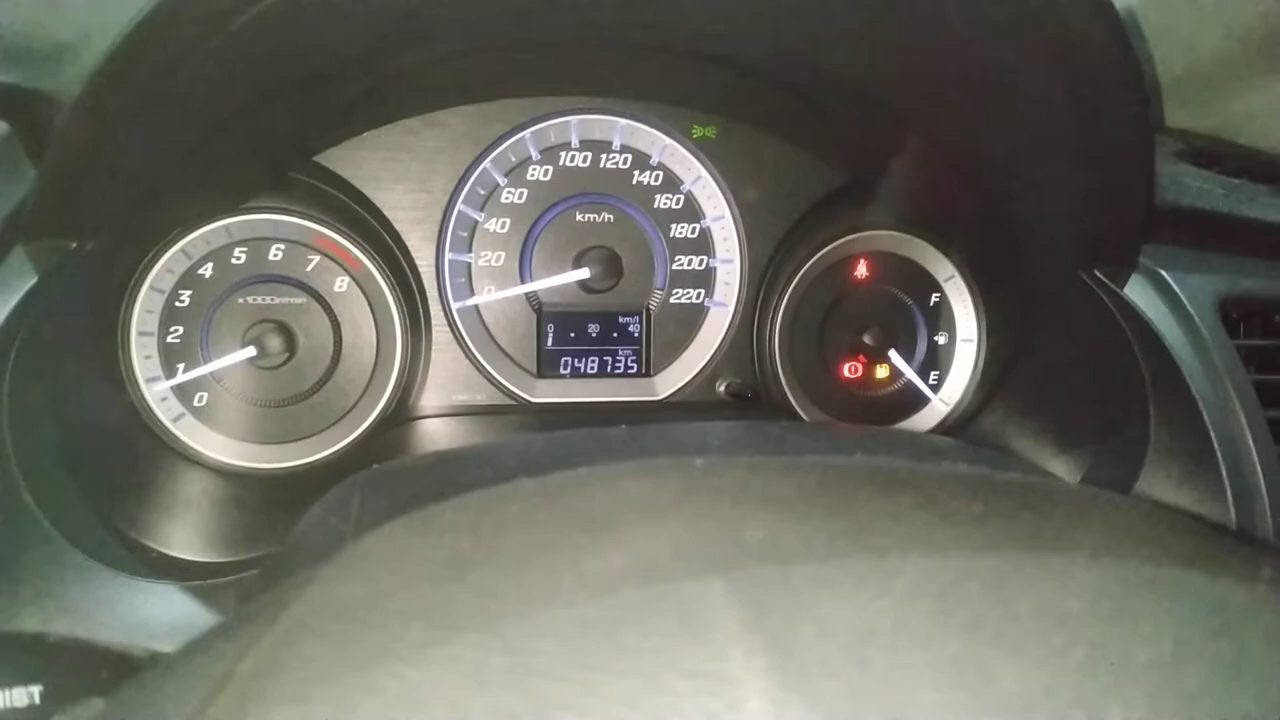 0 1 2 3 4 5 6 7 8
x1000r/min
0 20 40 60 80 100 120 140 160 180 200 220
km/h
km/l
0 20 40
km
048735
F
E
MIST